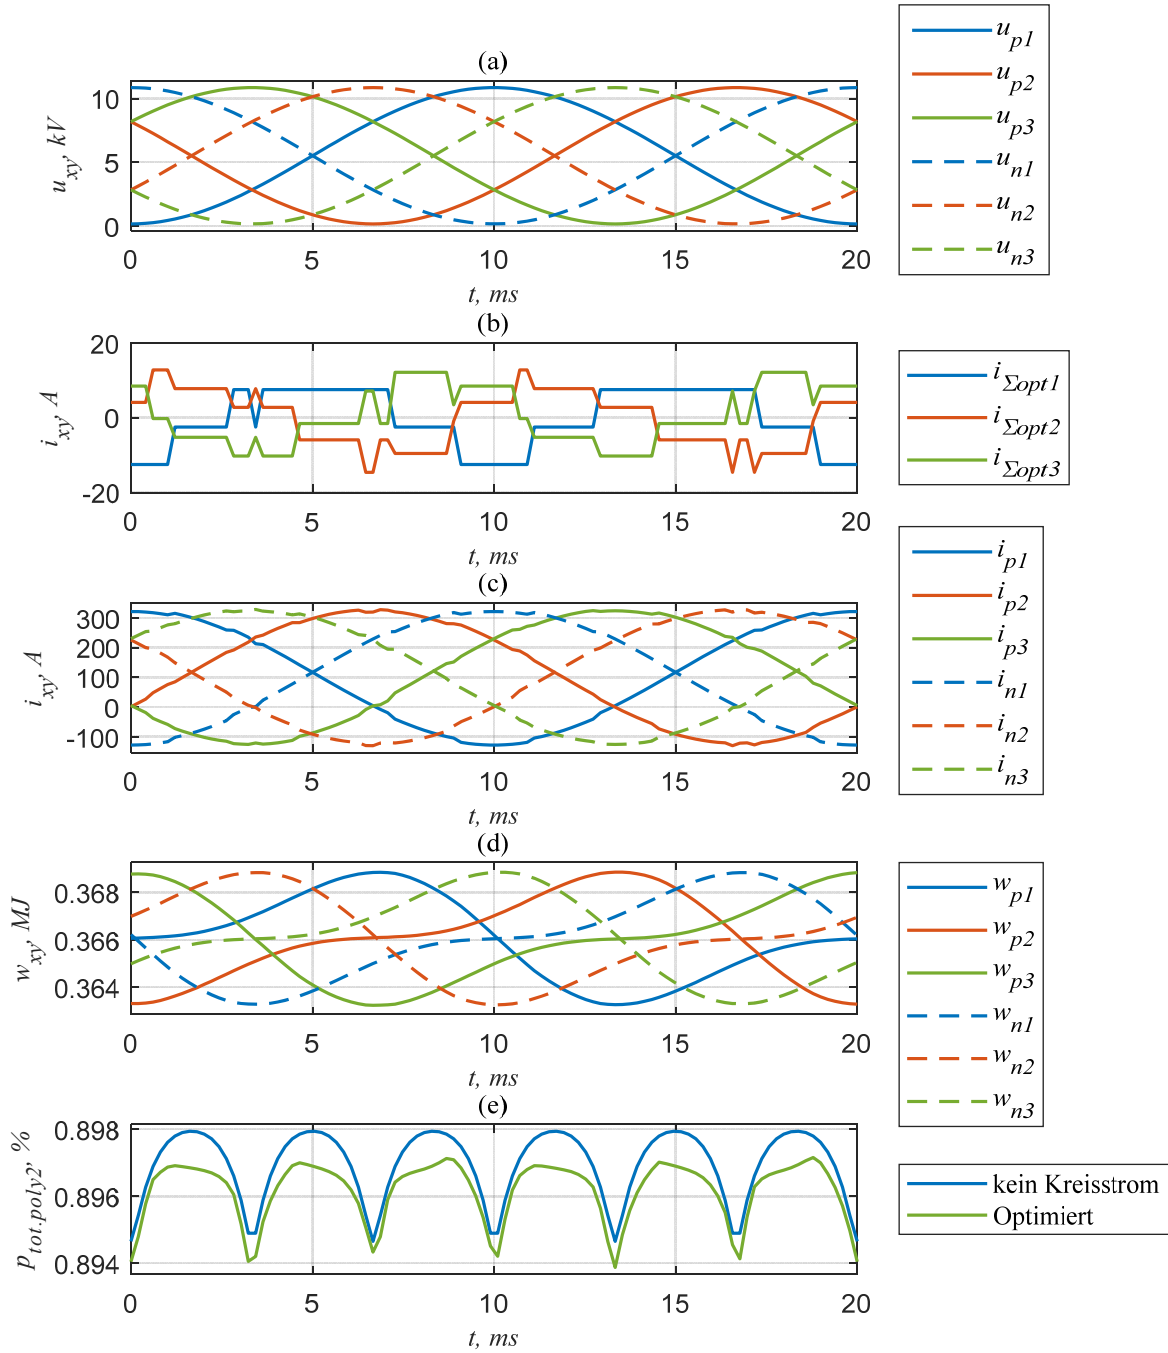 (a)
u_xy, kV
10
5
0
0 5 10 15 20
t, ms
u_p1
u_p2
u_p3
u_n1
u_n2
u_n3
(b)
i_xy, A
20
0
-20
0 5 10 15 20
t, ms
i_Σopt1
i_Σopt2
i_Σopt3
(c)
i_xy, A
300
200
100
0
-100
0 5 10 15 20
t, ms
i_p1
i_p2
i_p3
i_n1
i_n2
i_n3
(d)
w_xy, MJ
0.368
0.366
0.364
0 5 10 15 20
t, ms
w_p1
w_p2
w_p3
w_n1
w_n2
w_n3
(e)
p_tot.poly2, %
0.898
0.896
0.894
0 5 10 15 20
t, ms
kein Kreisstrom
Optimiert